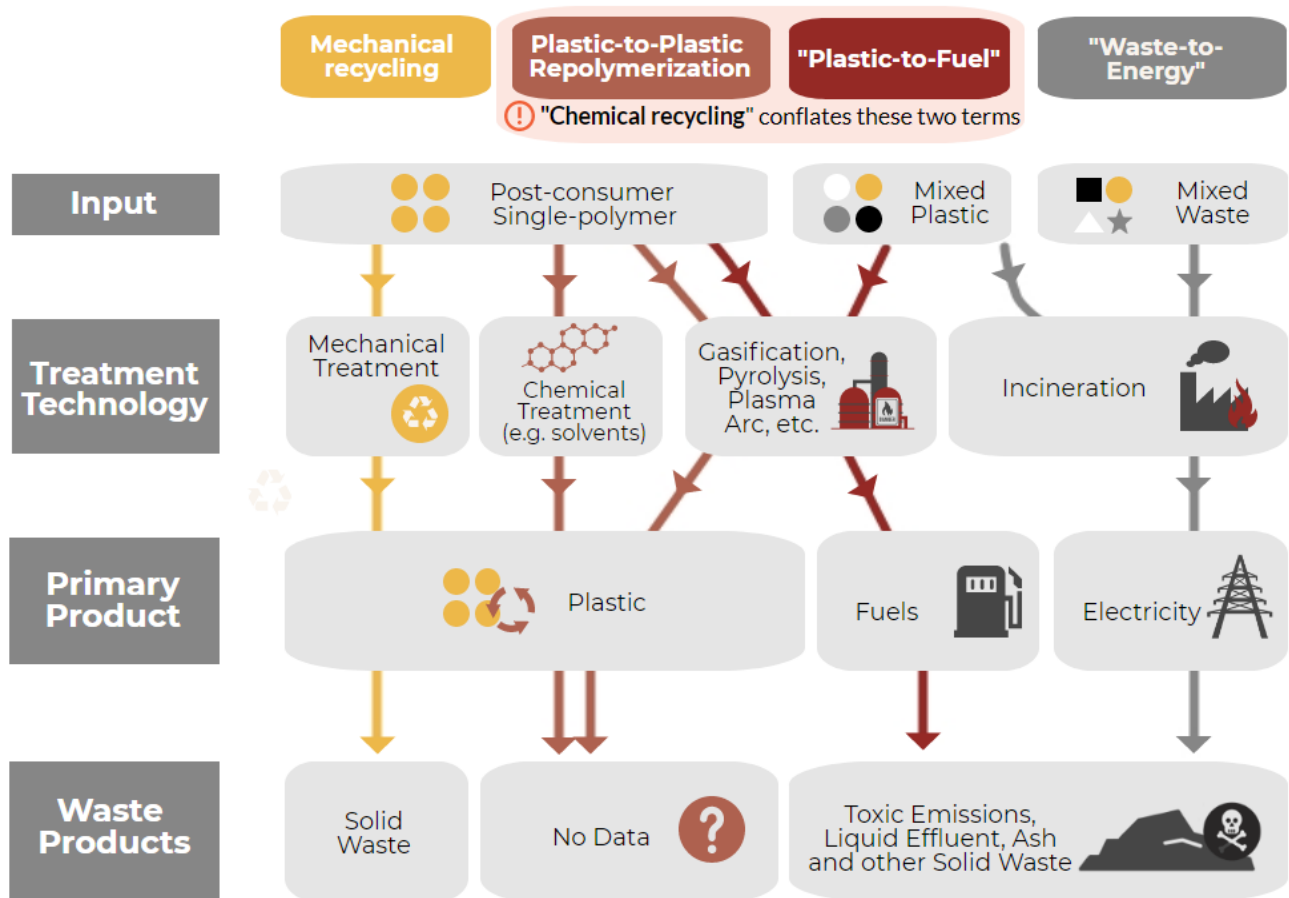 Mechanical
recycling
Plastic-to-Plastic
Repolymerization
"Plastic-to-Fuel"
"Waste-to-
Energy"
"Chemical recycling" conflates these two terms
Input
Post-consumer
Single-polymer
Mixed
Plastic
Mixed
Waste
Treatment
Technology
Mechanical
Treatment
Chemical
Treatment
(e.g. solvents)
Gasification,
Pyrolysis,
Plasma
Arc, etc.
Incineration
Primary
Product
Plastic
Fuels
Electricity
Waste
Products
Solid
Waste
No Data
?
Toxic Emissions,
Liquid Effluent, Ash
and other Solid Waste